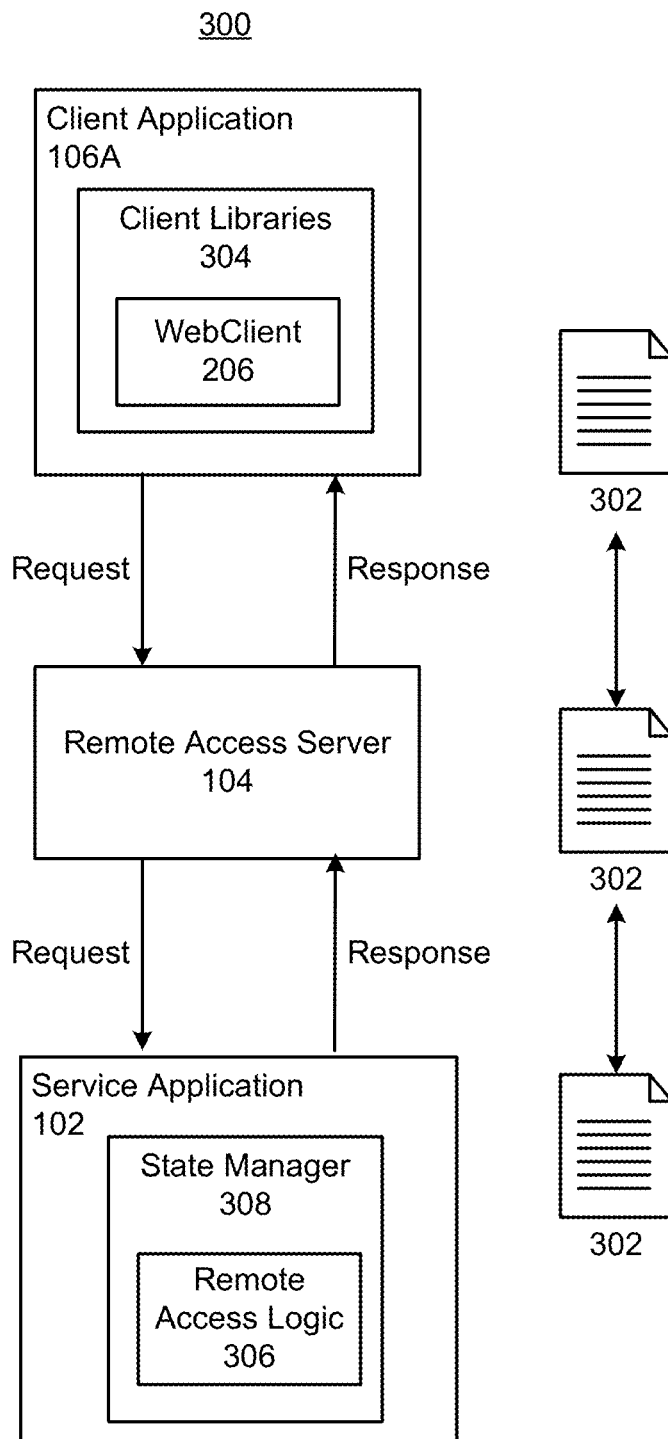 300
Client Application
106A
Client Libraries
304
WebClient
206
302
Request
Response
Remote Access Server
104
302
Request
Response
Service Application
102
State Manager
308
Remote
Access Logic
306
302